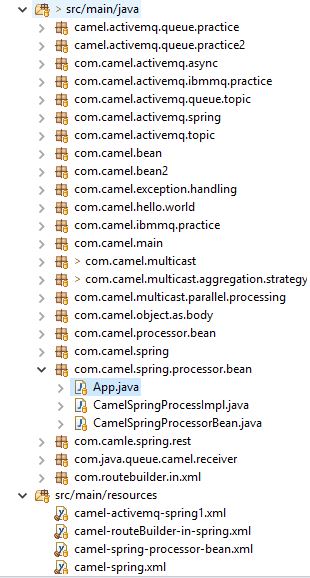 > src/main/java
camel.activemq.queue.practice
camel.activemq.queue.practice2
com.camel.activemq.async
com.camel.activemq.ibmmq.practice
com.camel.activemq.queue.topic
com.camel.activemq.spring
com.camel.activemq.topic
com.camel.bean
com.camel.bean2
com.camel.exception.handling
com.camel.hello.world
com.camel.ibmmq.practice
com.camel.main
> com.camel.multicast
> com.camel.multicast.aggregation.strategy
com.camel.multicast.parallel.processing
com.camel.object.as.body
com.camel.processor.bean
com.camel.spring
com.camel.spring.processor.bean
App.java
CamelSpringProcessImpl.java
CamelSpringProcessorBean.java
com.camle.spring.rest
com.java.queue.camel.receiver
com.routebuilder.in.xml
src/main/resources
camel-activemq-spring1.xml
camel-routeBuilder-in-spring.xml
camel-spring-processor-bean.xml
camel-spring.xml